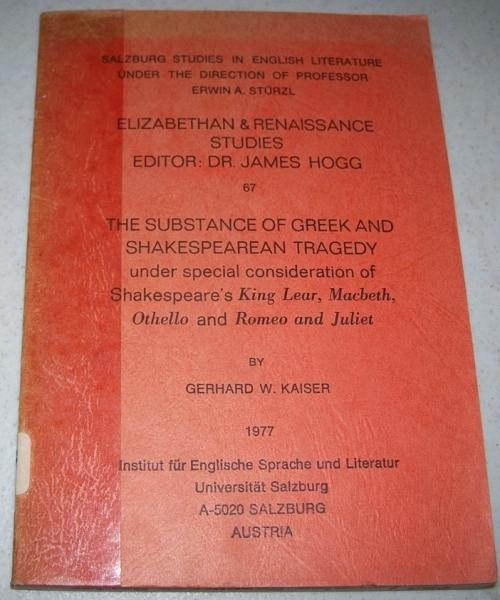 SALZBURG STUDIES IN ENGLISH LITERATURE
UNDER THE DIRECTION OF PROFESSOR
ERWIN A. STÜRZL
ELIZABETHAN & RENAISSANCE
STUDIES
EDITOR: DR. JAMES HOGG
67
THE SUBSTANCE OF GREEK AND
SHAKESPEAREAN TRAGEDY
under special consideration of
Shakespeare's King Lear, Macbeth,
Othello and Romeo and Juliet
BY
GERHARD W. KAISER
1977
Institut für Englische Sprache und Literatur
Universität Salzburg
A-5020 SALZBURG
AUSTRIA